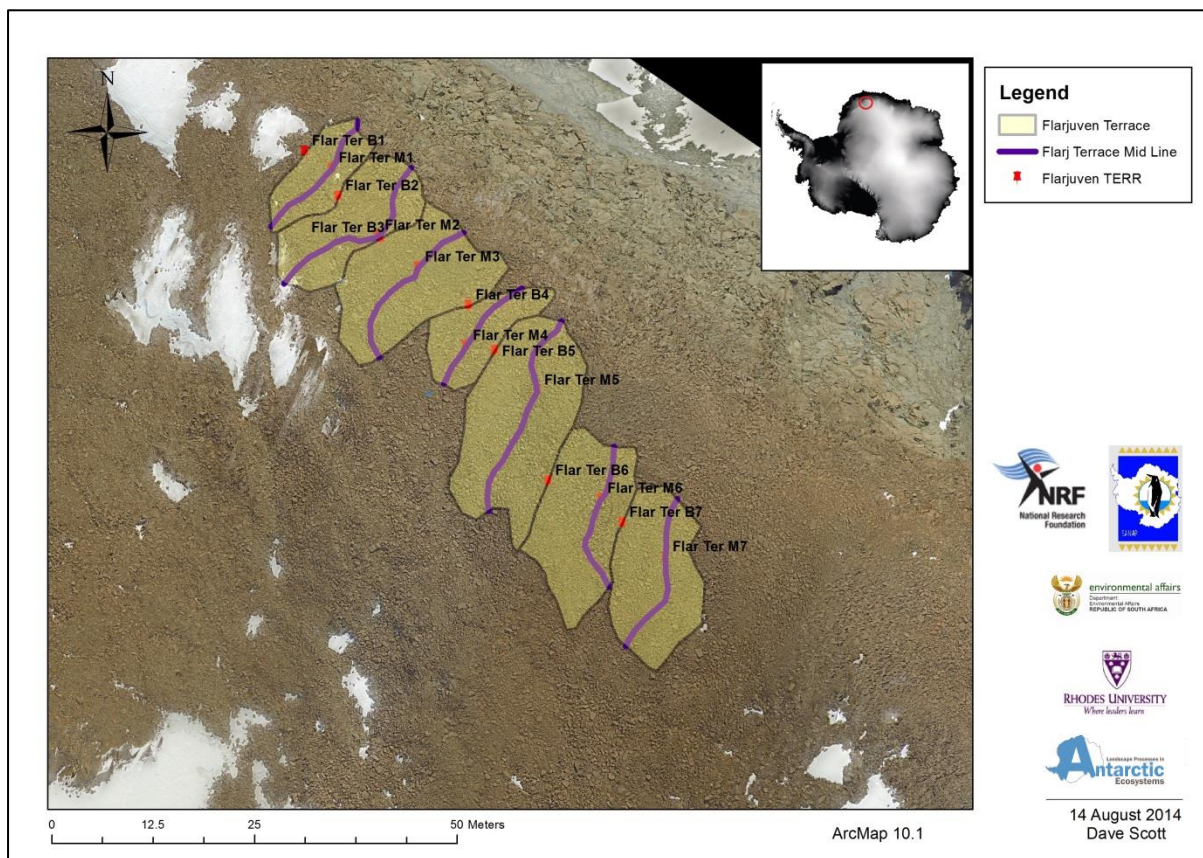 N
Flar Ter B1
Flar Ter M1
Flar Ter B2
Flar Ter B3
Flar Ter M2
Flar Ter M3
Flar Ter B4
Flar Ter M4
Flar Ter B5
Flar Ter M5
Flar Ter B6
Flar Ter M6
Flar Ter B7
Flar Ter M7
Legend
Flarjuven Terrace
Flarj Terrace Mid Line
Flarjuven TERR
NRF
National Research
Foundation
SANAP
environmental affairs
Department:
Environmental Affairs
REPUBLIC OF SOUTH AFRICA
RHODES UNIVERSITY
Where leaders learn
Landscape Processes in
Antarctic
Ecosystems
14 August 2014
Dave Scott
0 12.5 25 50 Meters
ArcMap 10.1